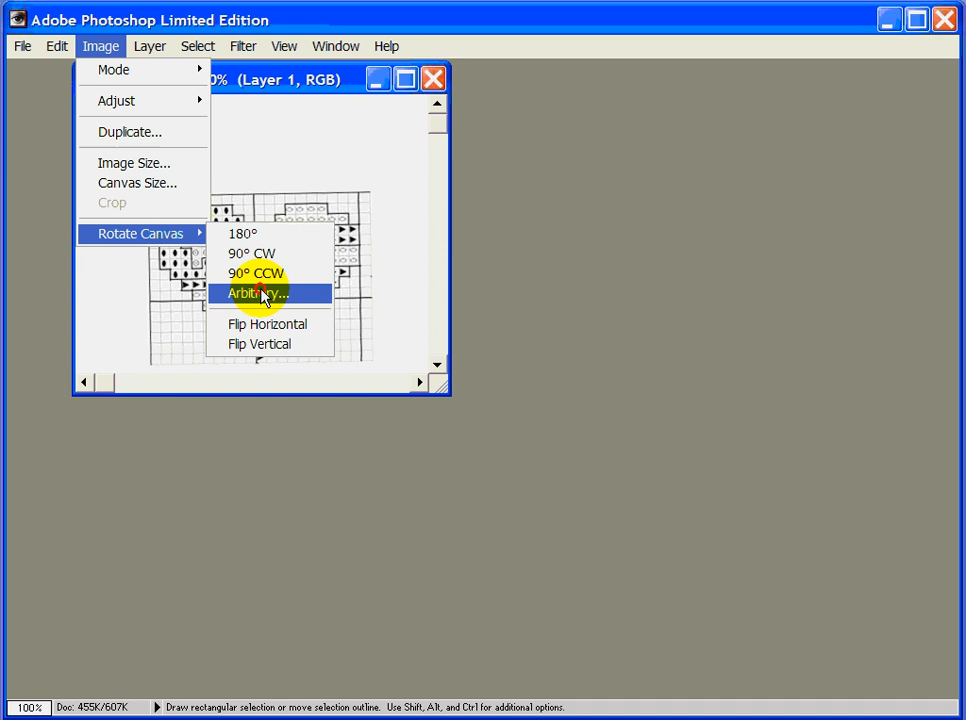 Adobe Photoshop Limited Edition
File Edit Image Layer Select Filter View Window Help
0% (Layer 1, RGB)
Mode
Adjust
Duplicate...
Image Size...
Canvas Size...
Crop
Rotate Canvas
180°
90° CW
90° CCW
Arbitrary...
Flip Horizontal
Flip Vertical
100% Doc: 455K/607K Draw rectangular selection or move selection outline. Use Shift, Alt, and Ctrl for additional options.